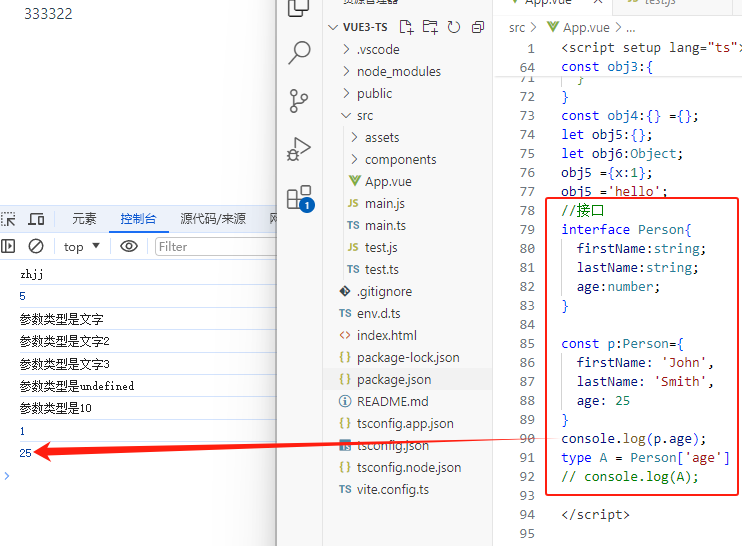 333322
元素
控制台
源代码/来源
top
Filter
zhjj
5
参数类型是文字
参数类型是文字2
参数类型是文字3
参数类型是undefined
参数类型是10
1
25
VUE3-TS
.vscode
node_modules
public
src
assets
components
App.vue
JS main.js
TS main.ts
JS test.js
TS test.ts
.gitignore
TS env.d.ts
<> index.html
{} package-lock.json
{} package.json
README.md
{} tsconfig.app.json
tsconfig.json
{} tsconfig.node.json
TS vite.config.ts
1
src > App.vue > ...
1 <script setup lang="ts">
64 const obj3:{
71 }
72 }
73 const obj4:{} ={};
74 let obj5:{};
75 let obj6:Object;
76 obj5 ={x:1};
77 obj5 ='hello';
78 //接口
79 interface Person{
80 firstName:string;
81 lastName:string;
82 age:number;
83 }
84
85 const p:Person={
86 firstName: 'John',
87 lastName: 'Smith',
88 age: 25
89 }
90 console.log(p.age);
91 type A = Person['age']
92 // console.log(A);
93
94 </script>
95